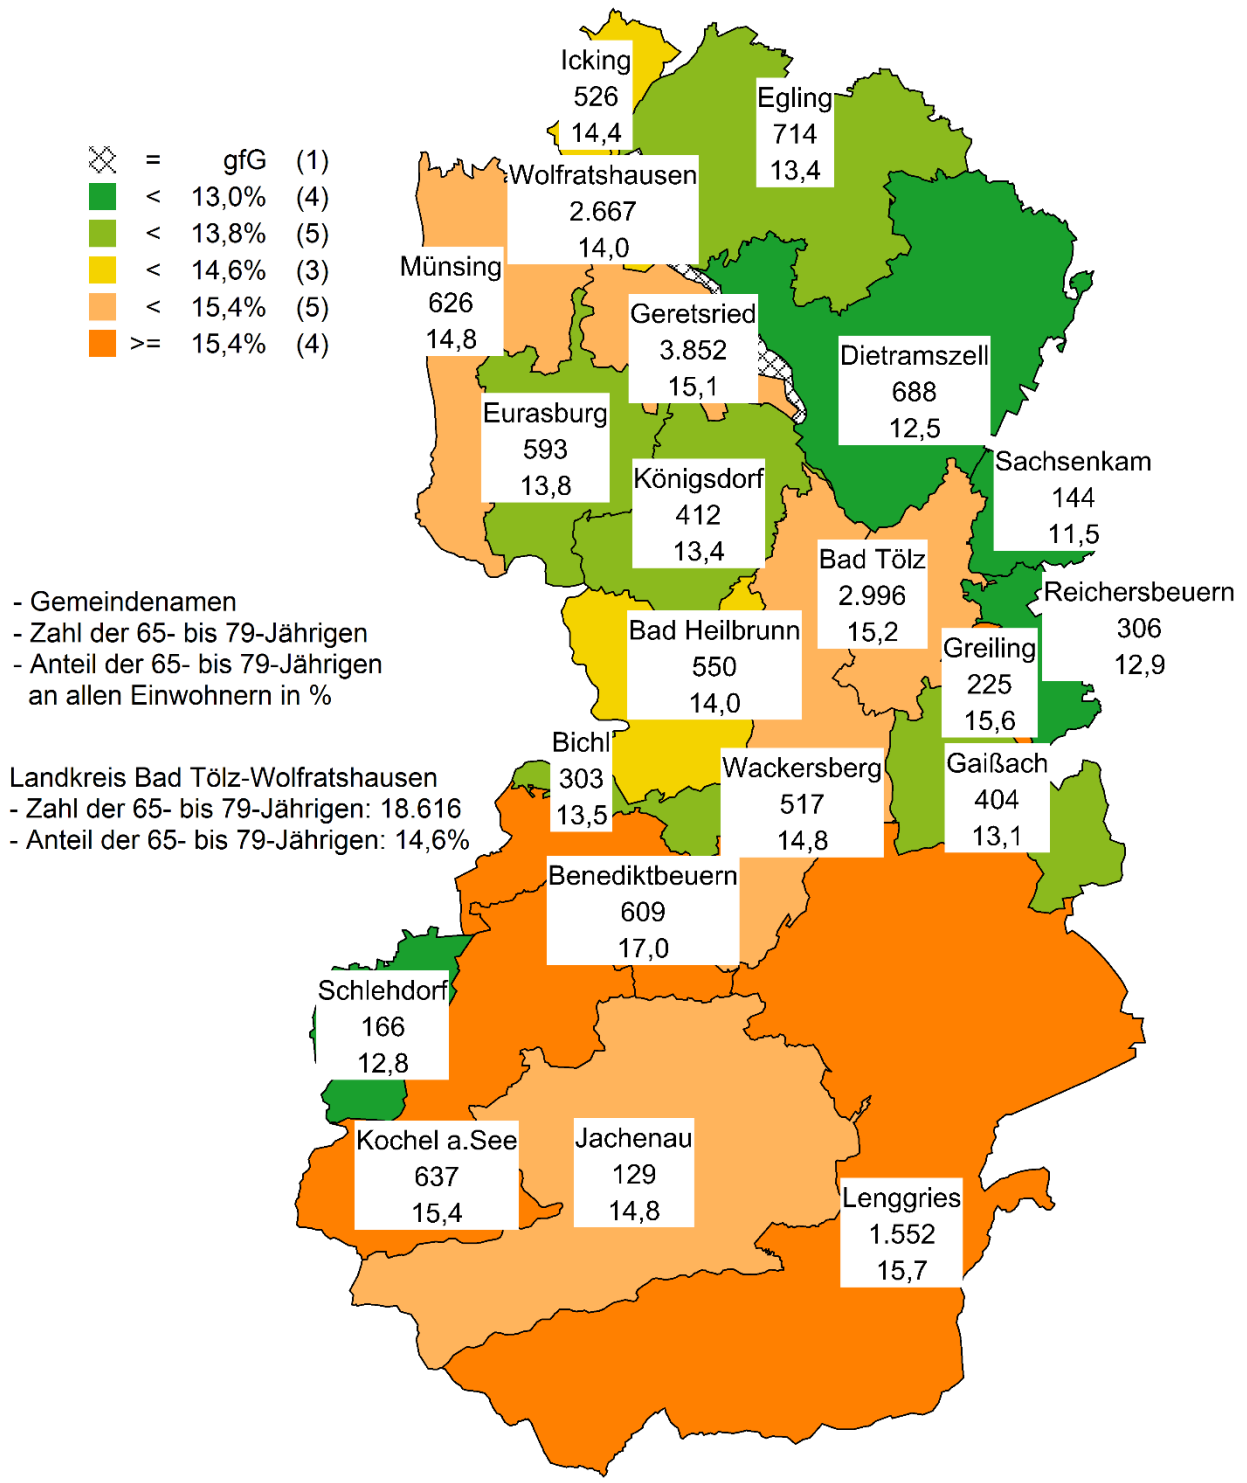 Icking
526
14,4
Egling
714
13,4
= gfG (1)
< 13,0% (4)
< 13,8% (5)
< 14,6% (3)
< 15,4% (5)
>= 15,4% (4)
Wolfratshausen
2.667
14,0
Münsing
626
14,8
Geretsried
3.852
15,1
Dietramszell
688
12,5
Eurasburg
593
13,8
Königsdorf
412
13,4
Sachsenkam
144
11,5
Bad Tölz
2.996
15,2
Reichersbeuern
306
12,9
- Gemeindenamen
- Zahl der 65- bis 79-Jährigen
- Anteil der 65- bis 79-Jährigen
an allen Einwohnern in %
Bad Heilbrunn
550
14,0
Greiling
225
15,6
Landkreis Bad Tölz-Wolfratshausen
- Zahl der 65- bis 79-Jährigen: 18.616
- Anteil der 65- bis 79-Jährigen: 14,6%
Bichl
303
13,5
Wackersberg
517
14,8
Gaißach
404
13,1
Benediktbeuern
609
17,0
Schlehdorf
166
12,8
Kochel a.See
637
15,4
Jachenau
129
14,8
Lenggries
1.552
15,7